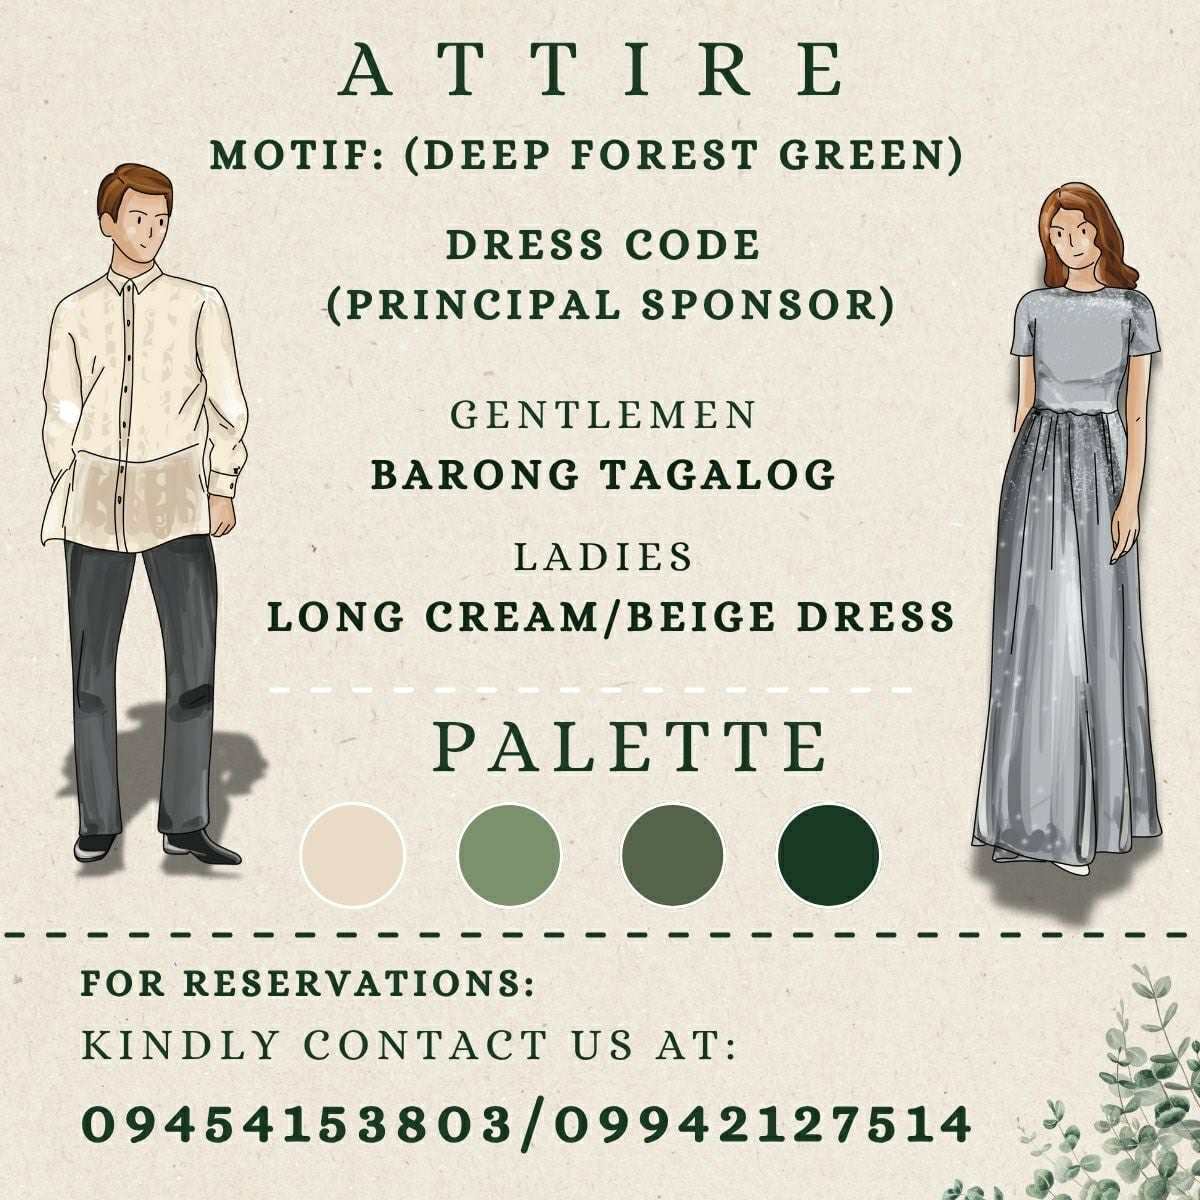 ATTIRE
MOTIF: (DEEP FOREST GREEN)
DRESS CODE
(PRINCIPAL SPONSOR)
GENTLEMEN
BARONG TAGALOG
LADIES
LONG CREAM/BEIGE DRESS
PALETTE
FOR RESERVATIONS:
KINDLY CONTACT US AT:
09454153803/09942127514